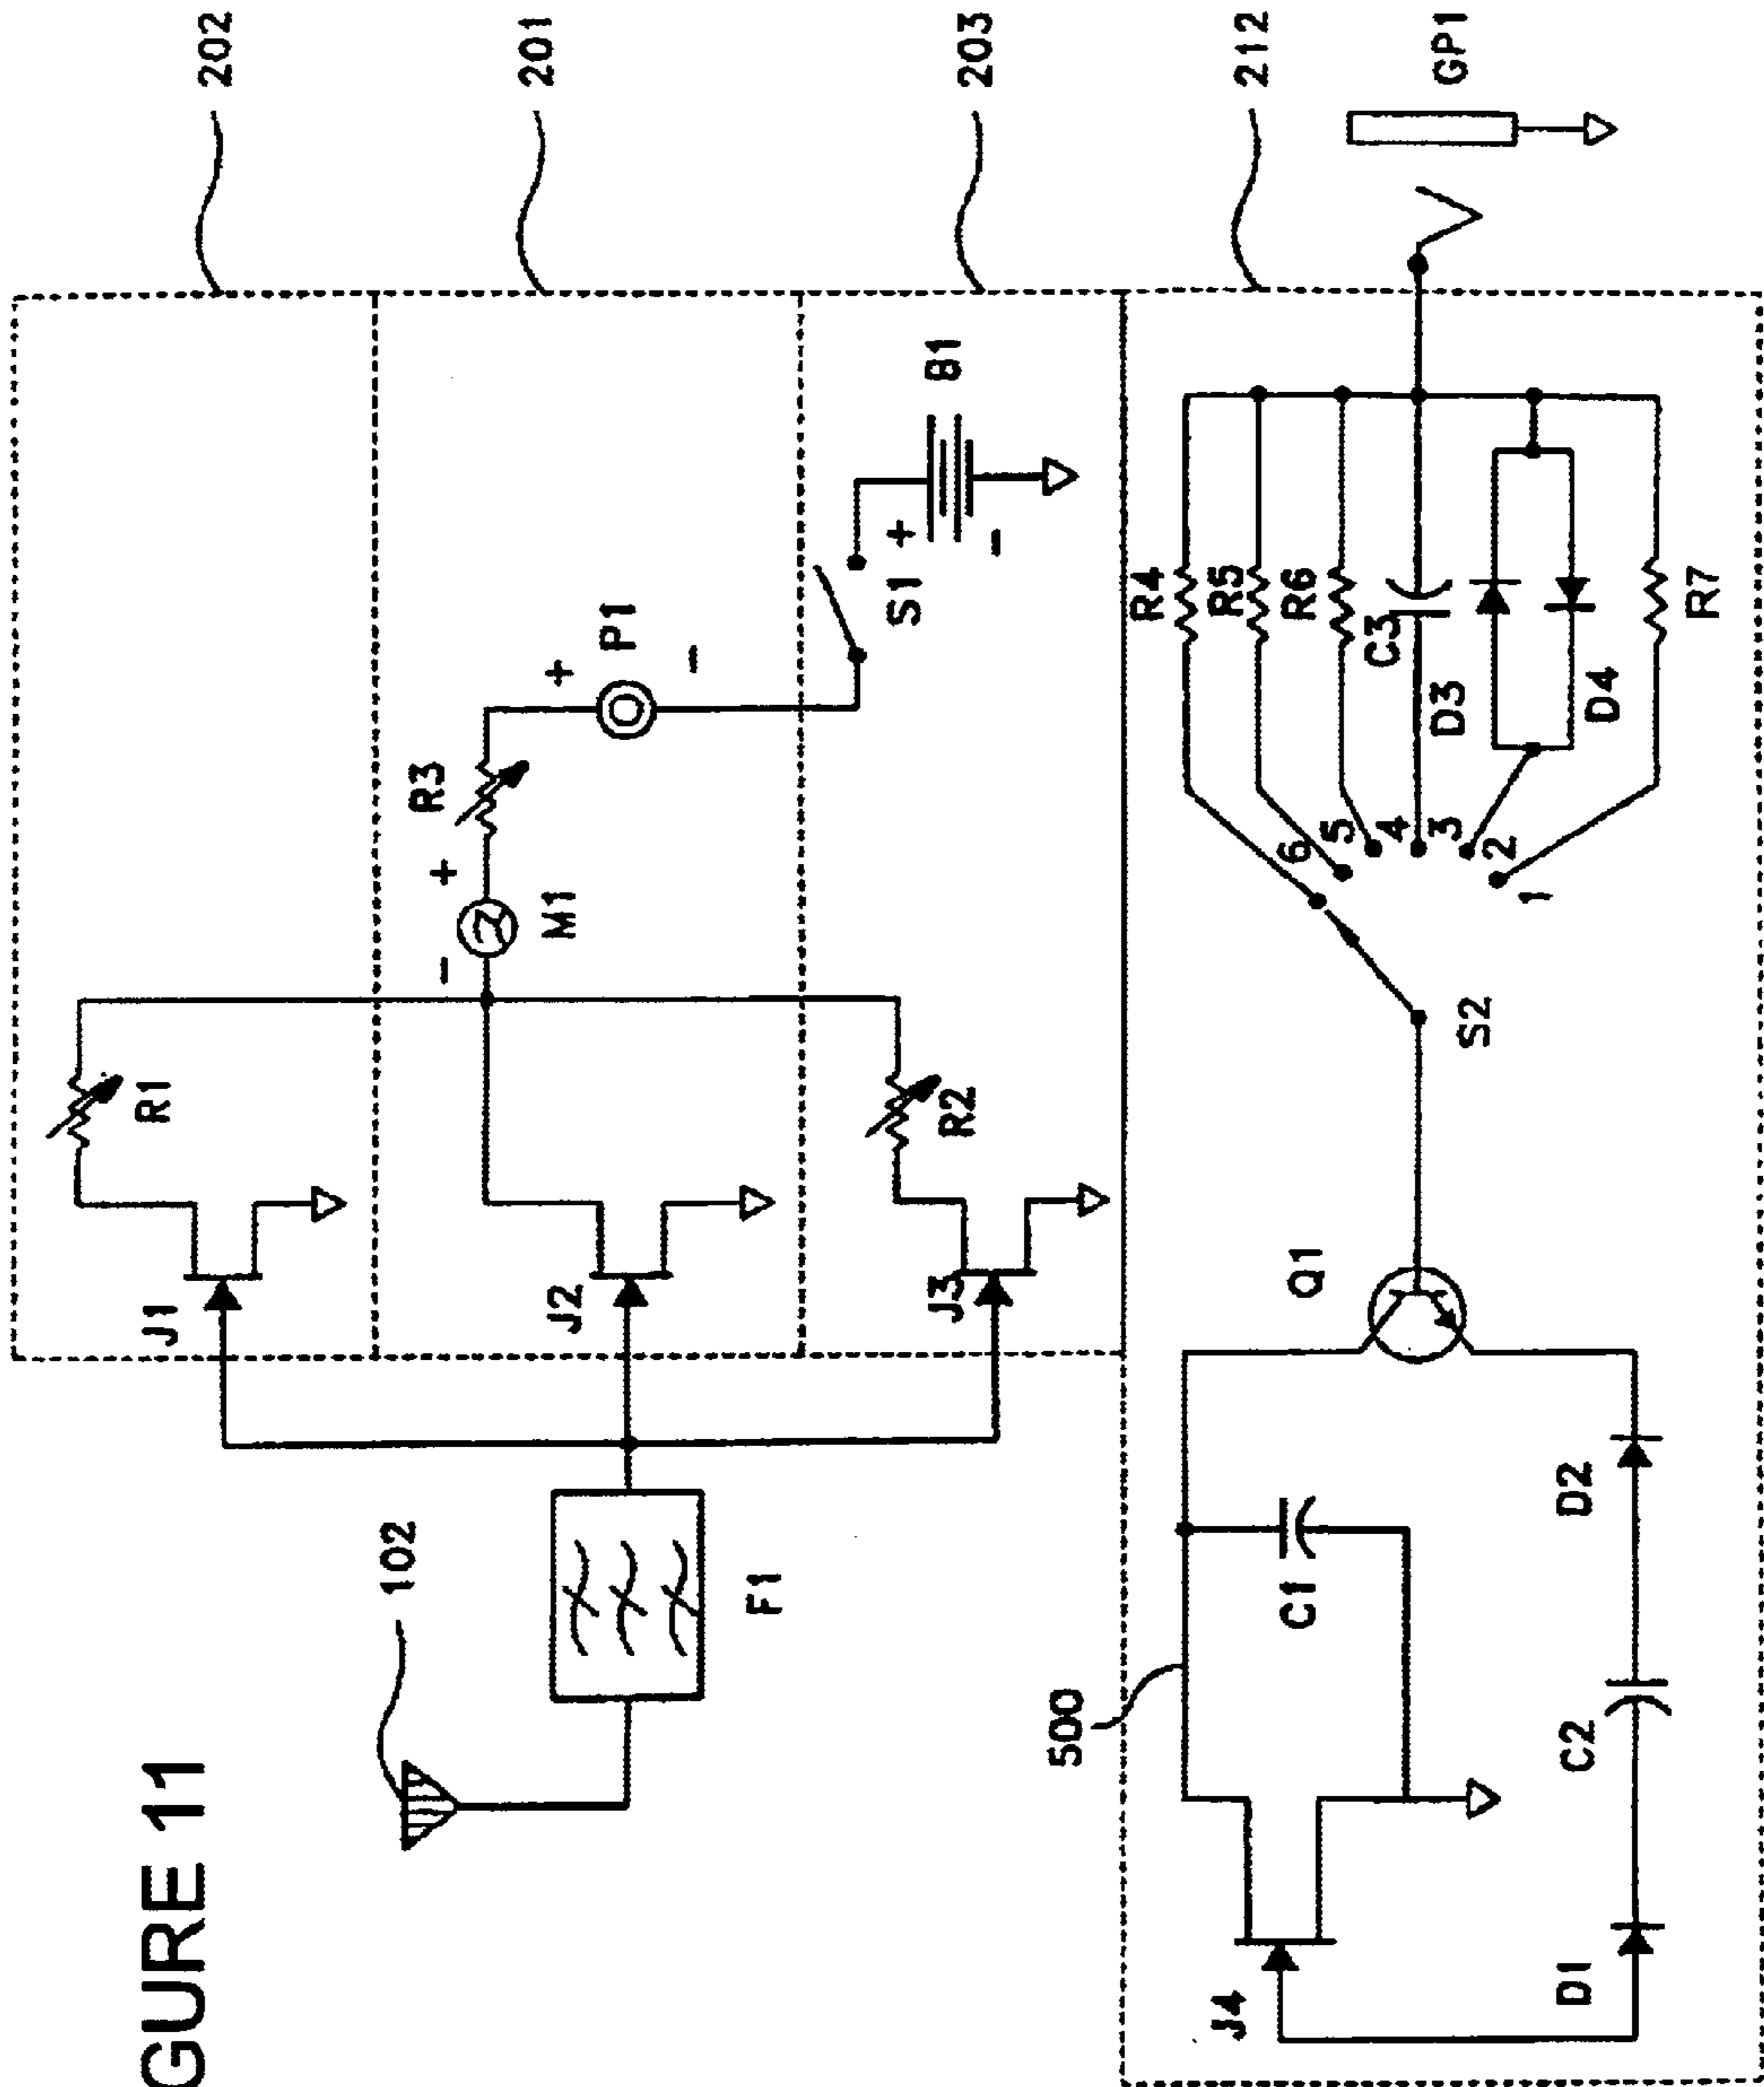 GURE 11
202
201
203
212
GP1
102
F1
J1
R1
J2
- M1 +
R3
+ P1 -
J3
R2
S1
+ B1 -
500
J4
C1
D1
C2
D2
Q1
S2
6
5
4
3
2
1
R4
R5
R6
C3
D3
D4
R7